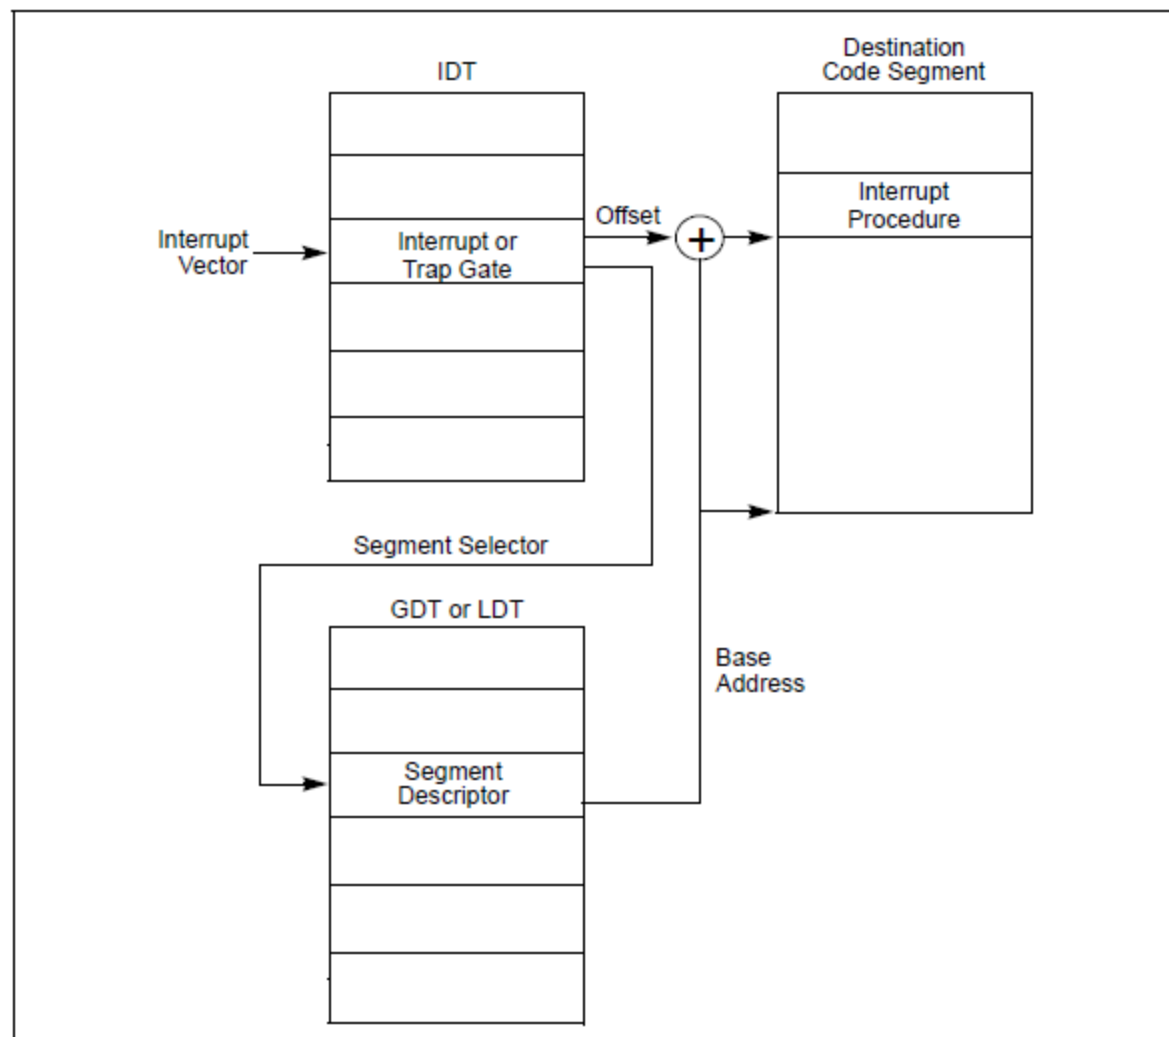 IDT
Destination
Code Segment
Interrupt
Vector
Interrupt or
Trap Gate
Offset
+
Interrupt
Procedure
Segment Selector
GDT or LDT
Base
Address
Segment
Descriptor